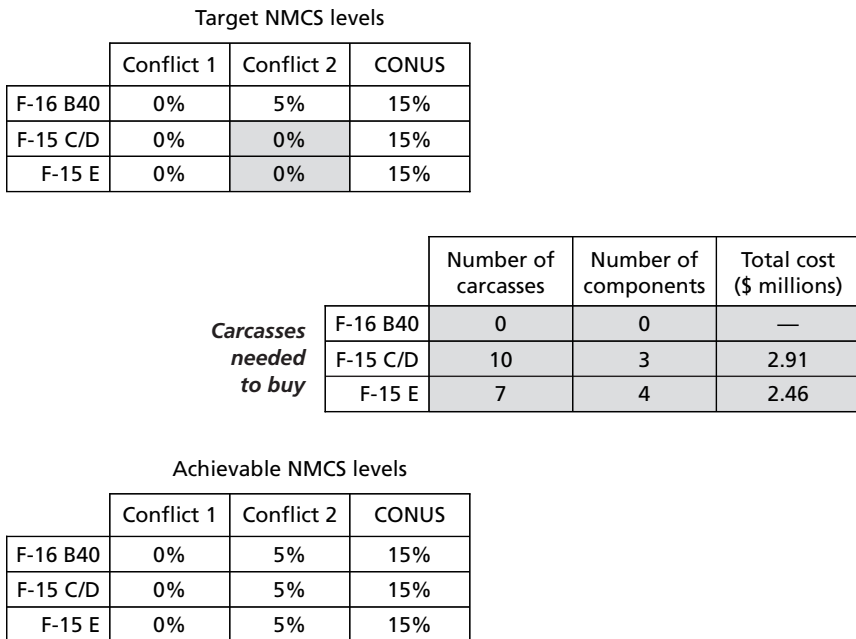 Target NMCS levels
Conflict 1 Conflict 2 CONUS
F-16 B40 0% 5% 15%
F-15 C/D 0% 0% 15%
F-15 E 0% 0% 15%
Number of carcasses Number of components Total cost ($ millions)
Carcasses needed to buy
F-16 B40 0 0 —
F-15 C/D 10 3 2.91
F-15 E 7 4 2.46
Achievable NMCS levels
Conflict 1 Conflict 2 CONUS
F-16 B40 0% 5% 15%
F-15 C/D 0% 5% 15%
F-15 E 0% 5% 15%